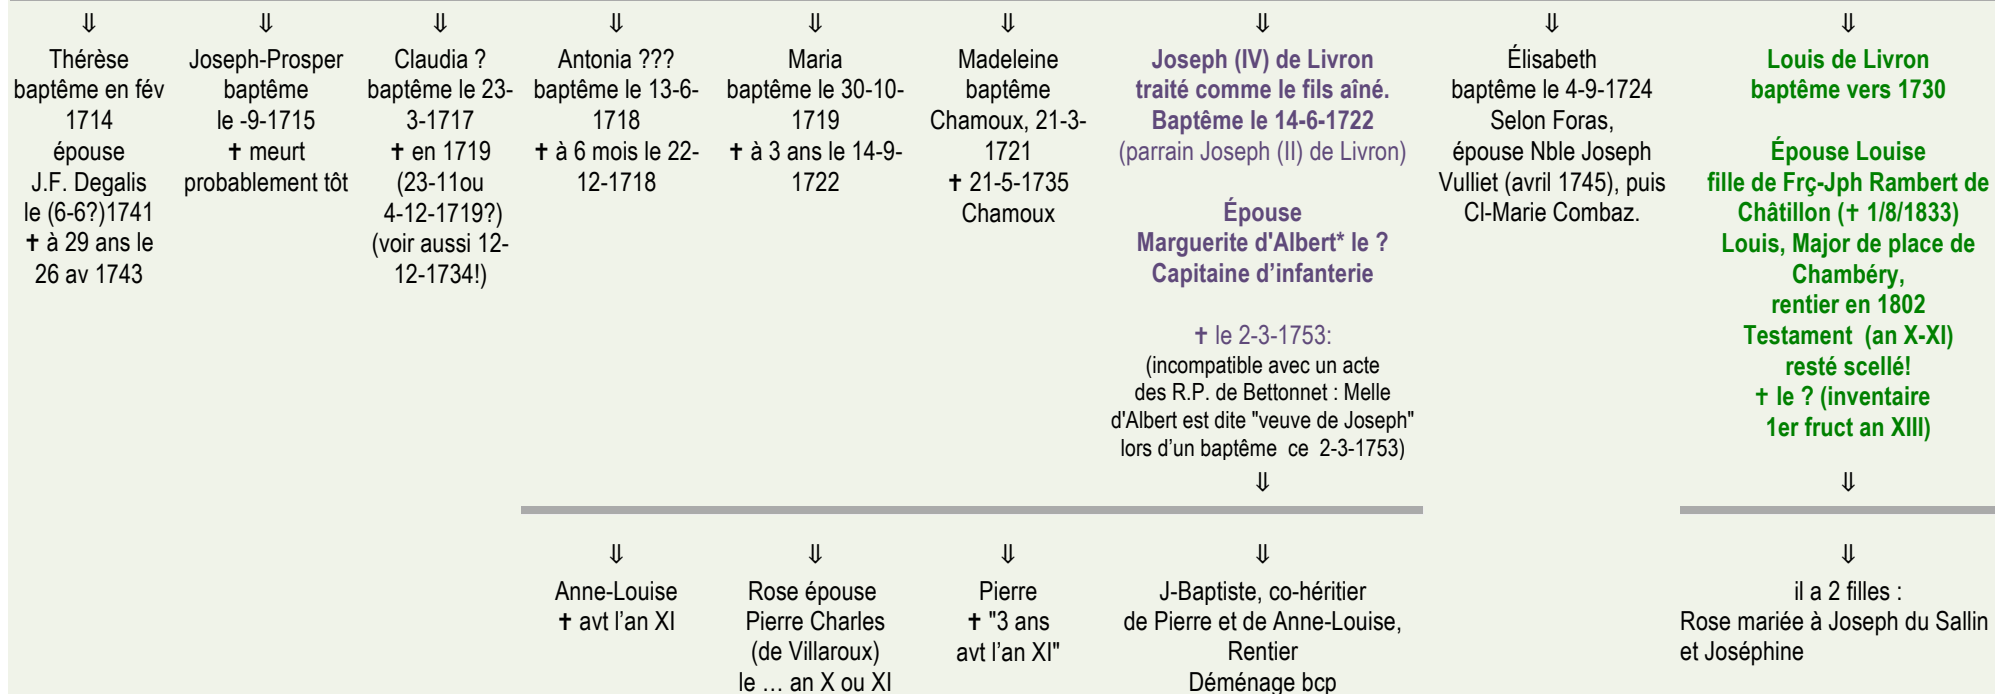 ⇓
Thérèse
baptême en fév
1714
épouse
J.F. Degalis
le (6-6?)1741
✝ à 29 ans le
26 av 1743
⇓
Joseph-Prosper
baptême
le -9-1715
✝ meurt
probablement tôt
⇓
Claudia ?
baptême le 23-
3-1717
✝ en 1719
(23-11ou
4-12-1719?)
(voir aussi 12-
12-1734!)
⇓
Antonia ???
baptême le 13-6-
1718
✝ à 6 mois le 22-
12-1718
⇓
Maria
baptême le 30-10-
1719
✝ à 3 ans le 14-9-
1722
⇓
Madeleine
baptême
Chamoux, 21-3-
1721
✝ 21-5-1735
Chamoux
⇓
Joseph (IV) de Livron
traité comme le fils aîné.
Baptême le 14-6-1722
(parrain Joseph (II) de Livron)
Épouse
Marguerite d'Albert* le ?
Capitaine d’infanterie
✝ le 2-3-1753:
(incompatible avec un acte
des R.P. de Bettonnet : Melle
d'Albert est dite "veuve de Joseph"
lors d’un baptême ce 2-3-1753)
⇓
⇓
Élisabeth
baptême le 4-9-1724
Selon Foras,
épouse Nble Joseph
Vulliet (avril 1745), puis
Cl-Marie Combaz.
⇓
Louis de Livron
baptême vers 1730
Épouse Louise
fille de Frç-Jph Rambert de
Châtillon (✝ 1/8/1833)
Louis, Major de place de
Chambéry,
rentier en 1802
Testament (an X-XI)
resté scellé!
✝ le ? (inventaire
1er fruct an XIII)
⇓
⇓
Anne-Louise
✝ avt l’an XI
⇓
Rose épouse
Pierre Charles
(de Villaroux)
le … an X ou XI
⇓
Pierre
✝ "3 ans
avt l’an XI"
⇓
J-Baptiste, co-héritier
de Pierre et de Anne-Louise,
Rentier
Déménage bcp
⇓
il a 2 filles :
Rose mariée à Joseph du Sallin
et Joséphine